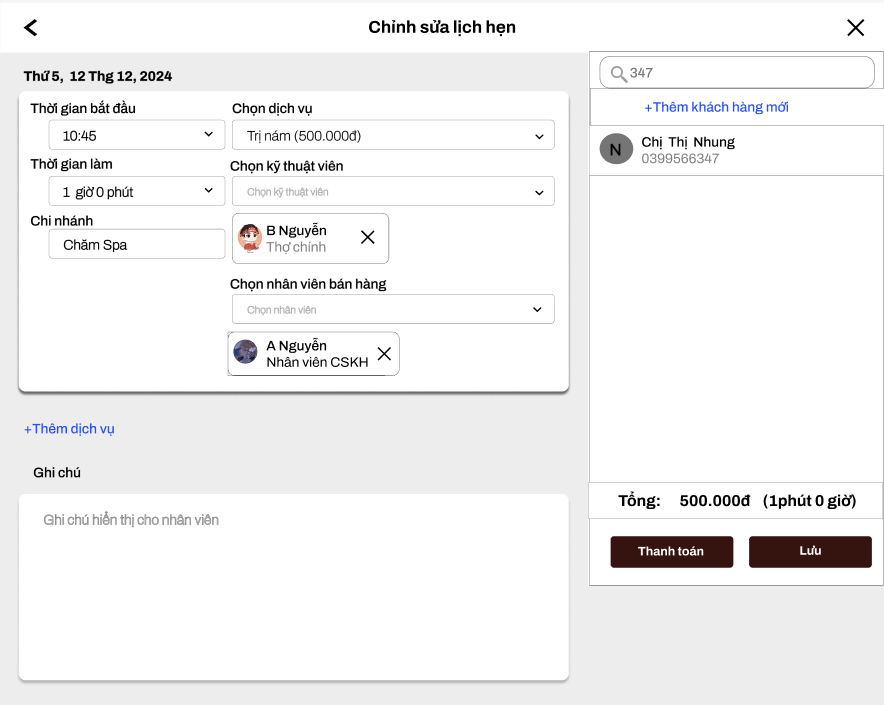 Chỉnh sửa lịch hẹn
Thứ 5, 12 Thg 12, 2024
Thời gian bắt đầu
10:45
Thời gian làm
1 giờ 0 phút
Chi nhánh
Chăm Spa
Chọn dịch vụ
Trị nám (500.000đ)
Chọn kỹ thuật viên
Chọn kỹ thuật viên
B Nguyễn
Thợ chính
Chọn nhân viên bán hàng
Chọn nhân viên
A Nguyễn
Nhân viên CSKH
+Thêm dịch vụ
Ghi chú
Ghi chú hiển thị cho nhân viên
347
+Thêm khách hàng mới
N
Chị Thị Nhung
0399566347
Tổng: 500.000đ (1phút 0 giờ)
Thanh toán
Lưu